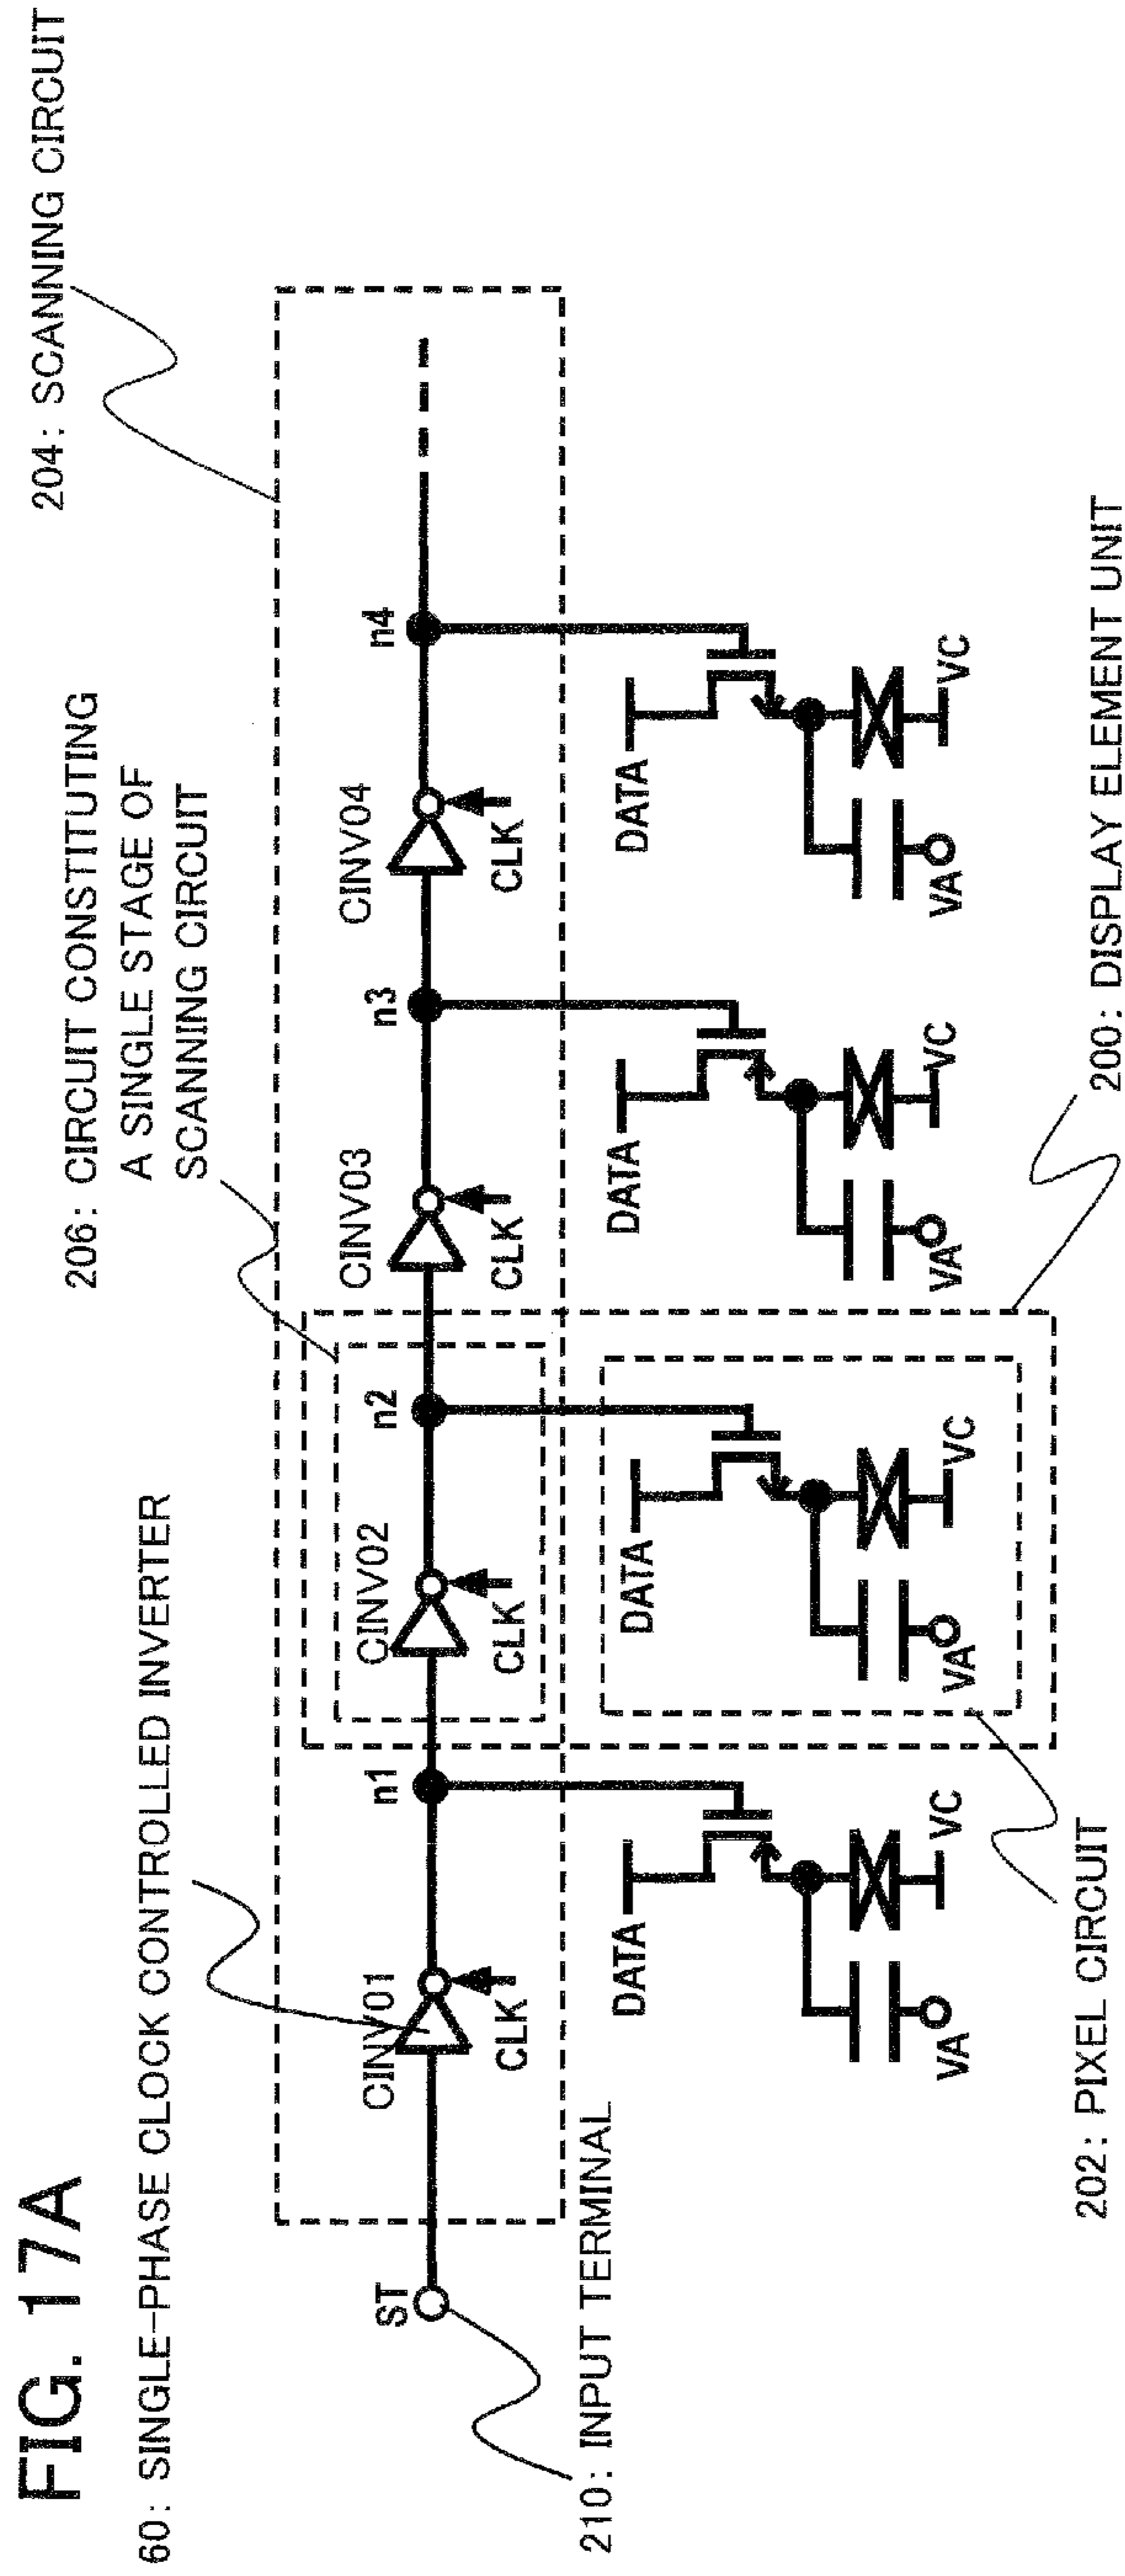 FIG. 17A
60: SINGLE-PHASE CLOCK CONTROLLED INVERTER
206: CIRCUIT CONSTITUTING
A SINGLE STAGE OF
SCANNING CIRCUIT
204: SCANNING CIRCUIT
ST
CINV01
n1
CINV02
n2
CINV03
n3
CINV04
n4
CLK
CLK
CLK
CLK
210: INPUT TERMINAL
DATA
DATA
DATA
DATA
VA
VC
VA
VC
VA
VC
VA
VC
202: PIXEL CIRCUIT
200: DISPLAY ELEMENT UNIT